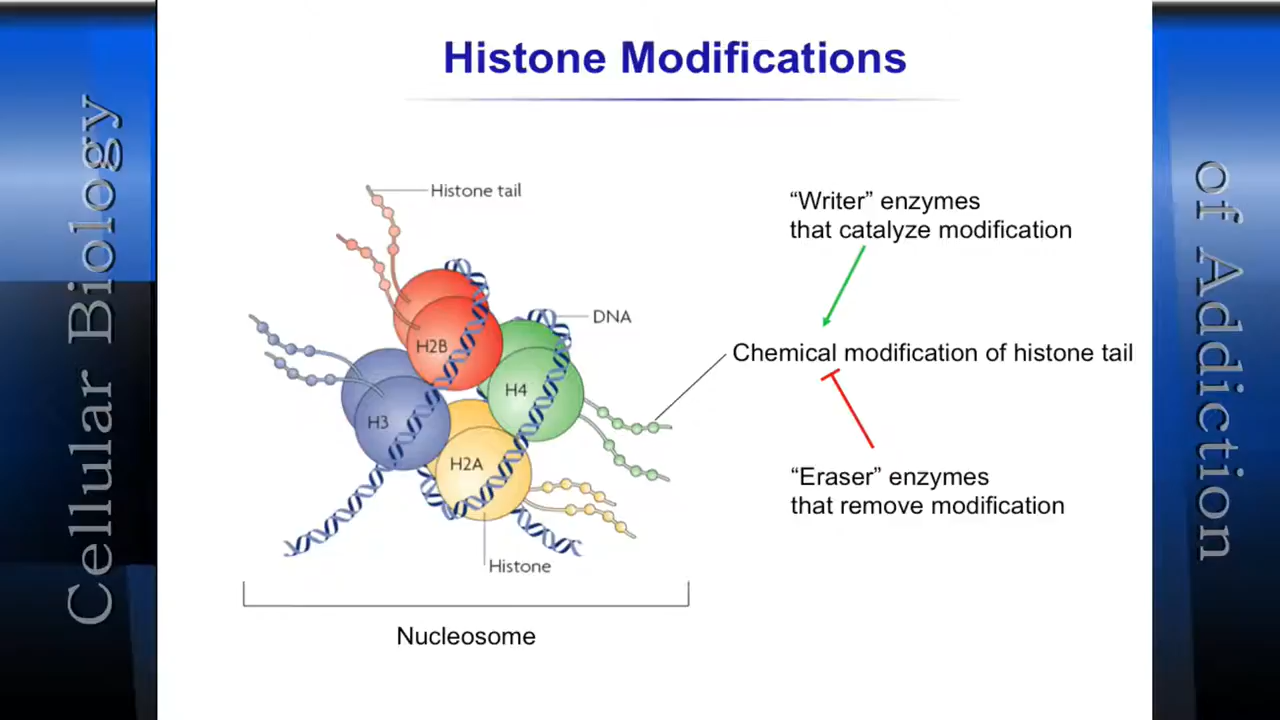 Histone Modifications
Cellular Biology
of Addiction
Histone tail
DNA
H2B
H4
H3
H2A
Histone
Nucleosome
“Writer” enzymes
that catalyze modification
Chemical modification of histone tail
“Eraser” enzymes
that remove modification